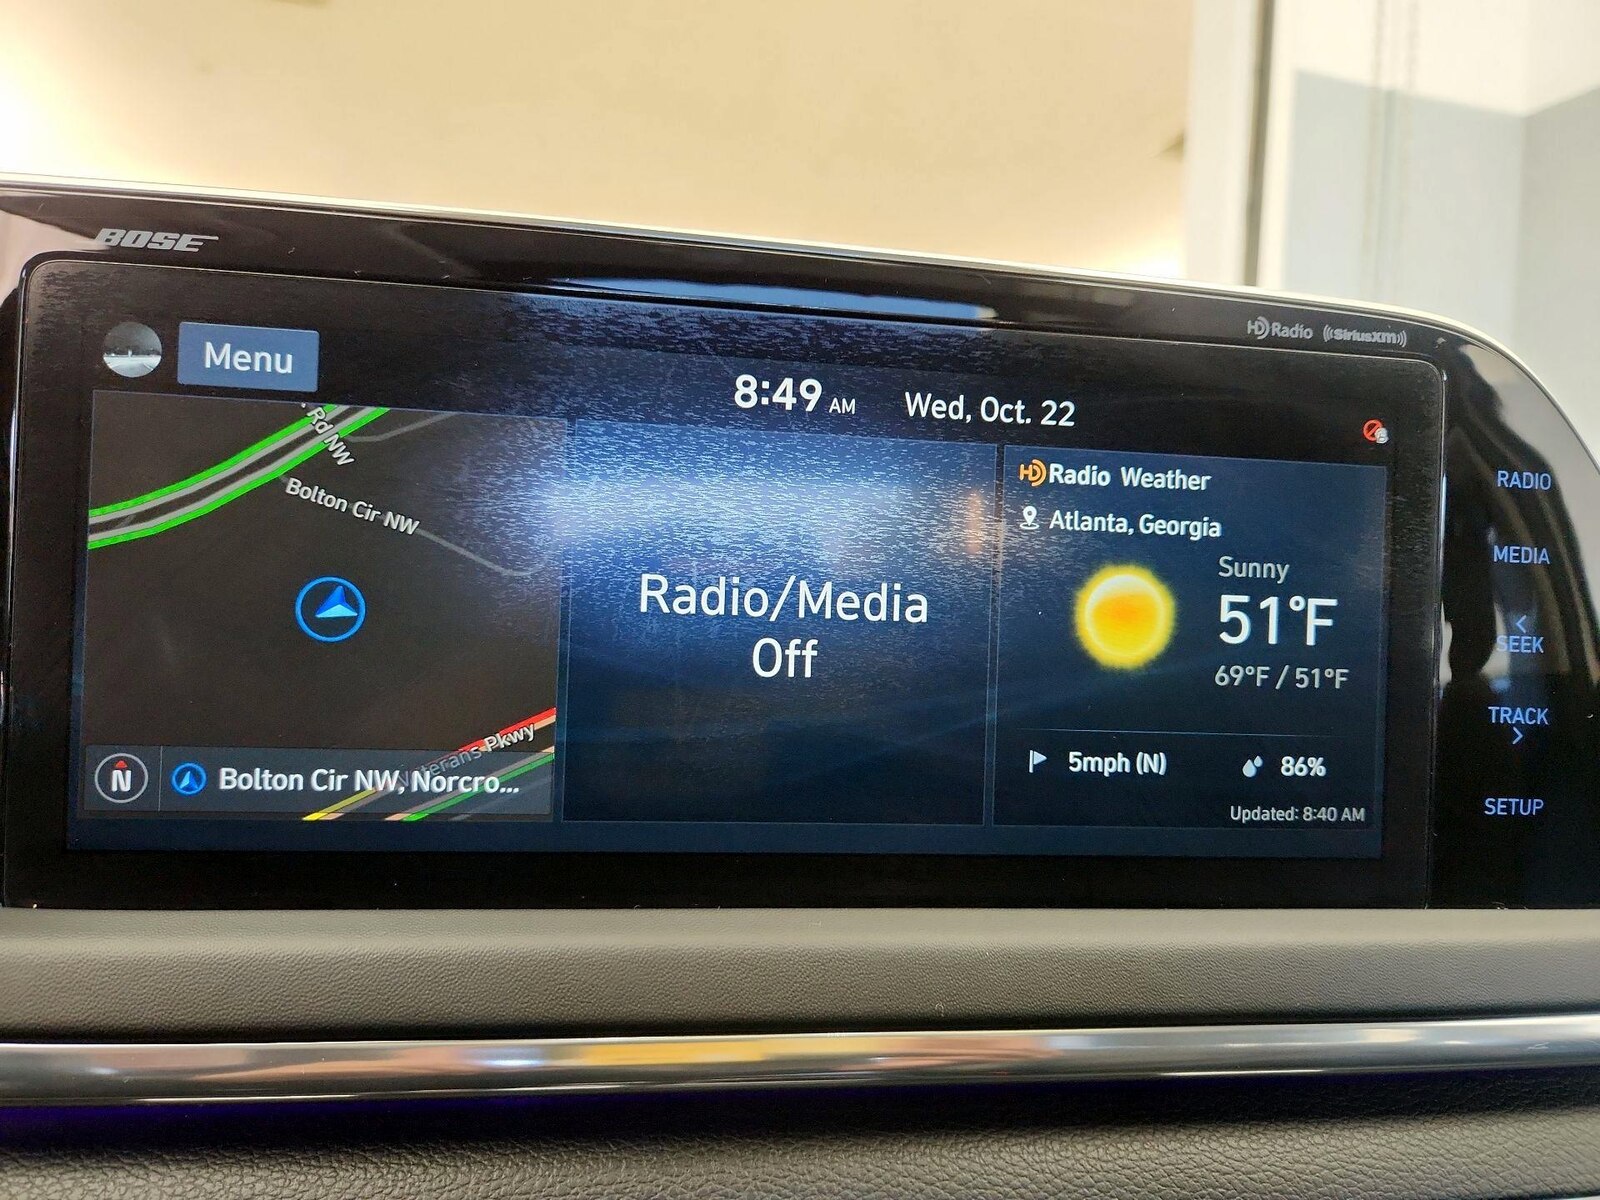 BOSE
HD Radio ((SiriusXM))
Menu
8:49 AM
Wed, Oct. 22
Rd NW
Bolton Cir NW
Pkwy
N
Bolton Cir NW, Norcro...
Radio/Media
Off
HD Radio Weather
Atlanta, Georgia
Sunny
51°F
69°F / 51°F
5mph (N)
86%
Updated: 8:40 AM
RADIO
MEDIA
<
SEEK
TRACK
>
SETUP